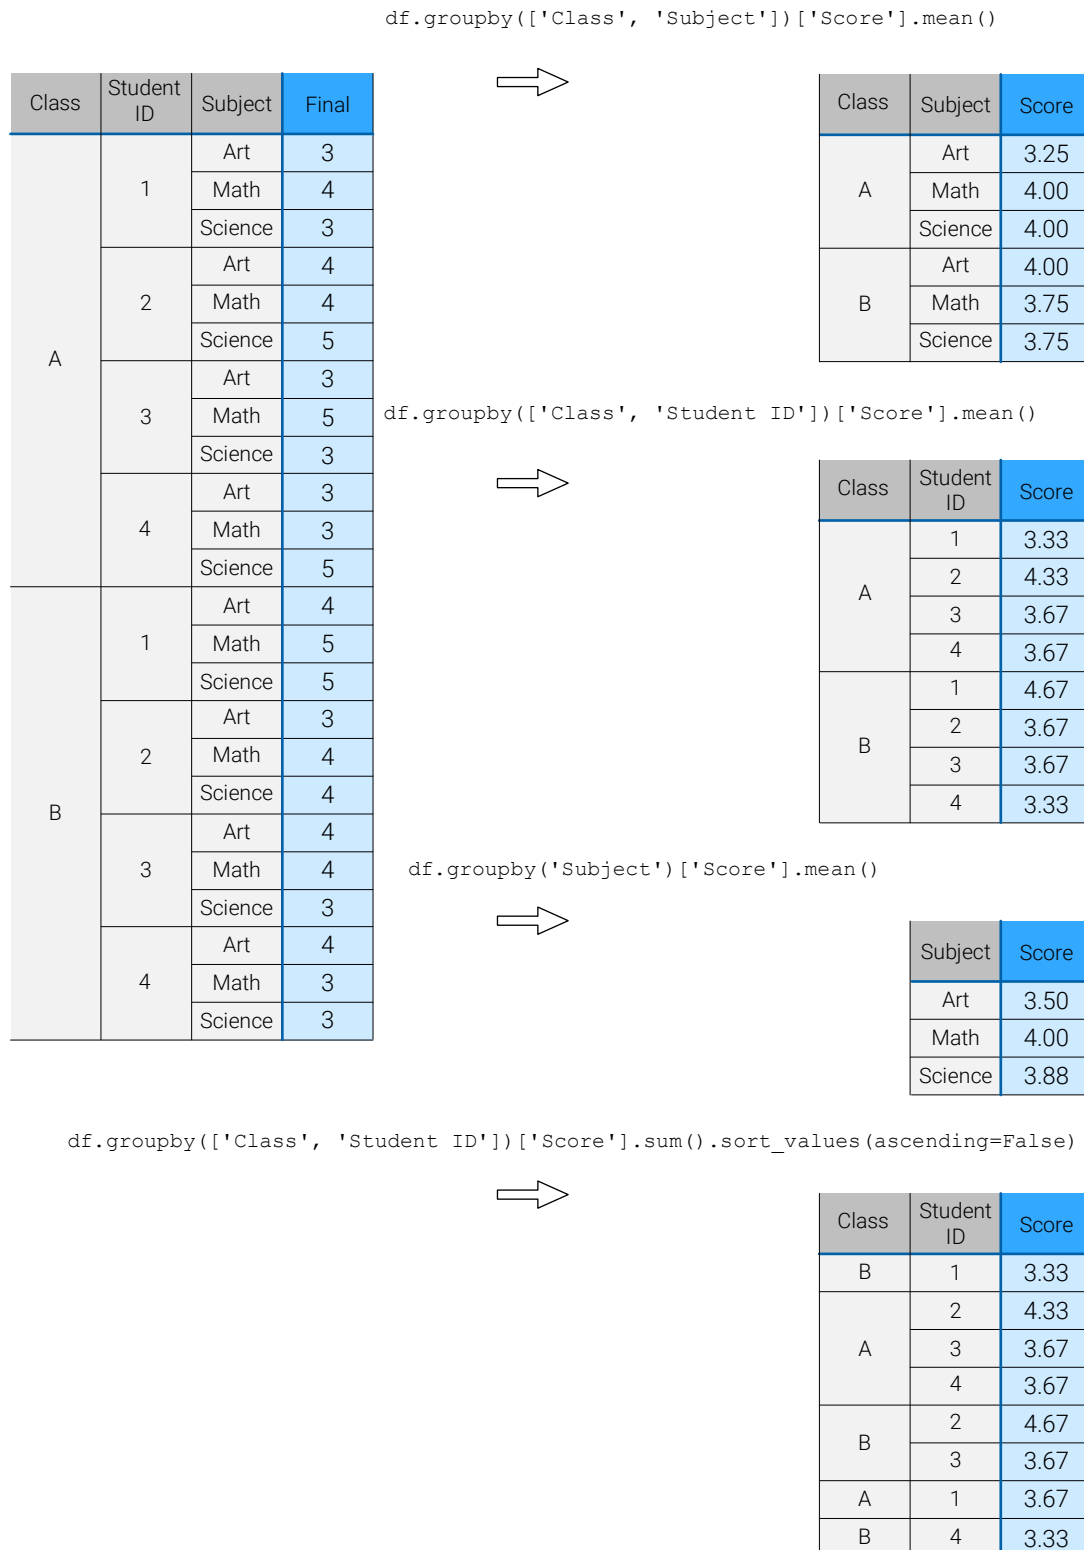 df.groupby(['Class', 'Subject'])['Score'].mean()
Class Student ID Subject Final
A 1 Art 3
Math 4
Science 3
2 Art 4
Math 4
Science 5
3 Art 3
Math 5
Science 3
4 Art 3
Math 3
Science 5
B 1 Art 4
Math 5
Science 5
2 Art 3
Math 4
Science 4
3 Art 4
Math 4
Science 3
4 Art 4
Math 3
Science 3
Class Subject Score
A Art 3.25
Math 4.00
Science 4.00
B Art 4.00
Math 3.75
Science 3.75
df.groupby(['Class', 'Student ID'])['Score'].mean()
Class Student ID Score
A 1 3.33
2 4.33
3 3.67
4 3.67
B 1 4.67
2 3.67
3 3.67
4 3.33
df.groupby('Subject')['Score'].mean()
Subject Score
Art 3.50
Math 4.00
Science 3.88
df.groupby(['Class', 'Student ID'])['Score'].sum().sort_values(ascending=False)
Class Student ID Score
B 1 3.33
A 2 4.33
3 3.67
4 3.67
B 2 4.67
3 3.67
A 1 3.67
B 4 3.33